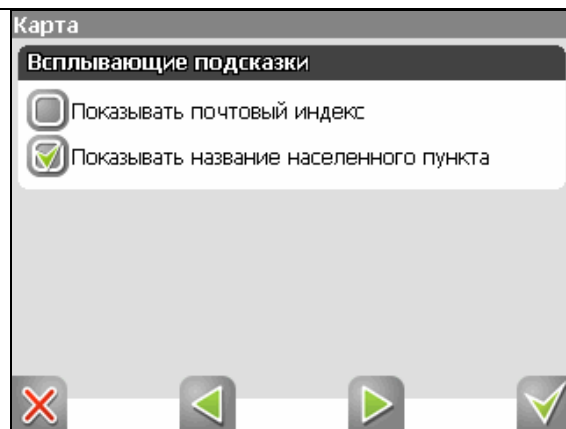 Карта
Всплывающие подсказки
Показывать почтовый индекс
Показывать название населенного пункта